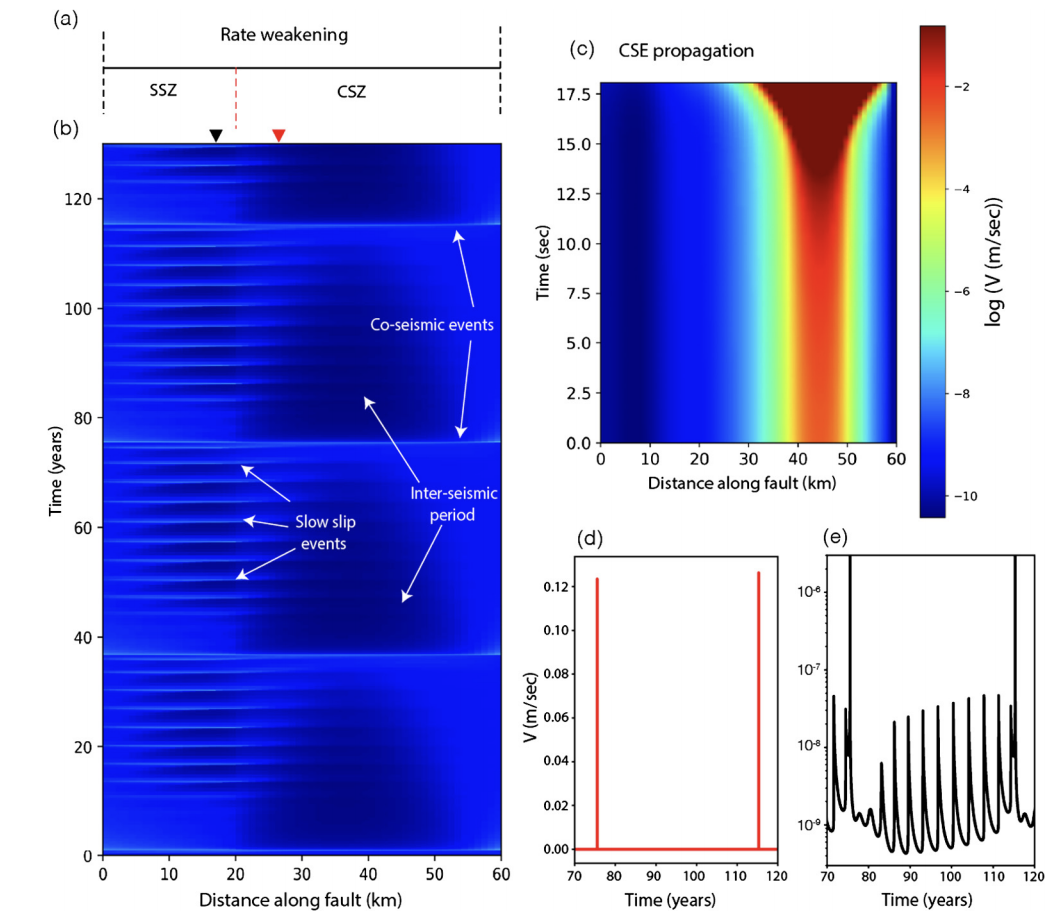 (a)
Rate weakening
SSZ
CSZ
(b)
120
100
80
60
40
20
0
Time (years)
0 10 20 30 40 50 60
Distance along fault (km)
Co-seismic events
Inter-seismic
period
Slow slip
events
(c) CSE propagation
17.5
15.0
12.5
10.0
7.5
5.0
2.5
0.0
Time (sec)
0 10 20 30 40 50 60
Distance along fault (km)
−2
−4
−6
−8
−10
log (V (m/sec))
(d)
0.12
0.10
0.08
0.06
0.04
0.02
0.00
V (m/sec)
70 80 90 100 110 120
Time (years)
(e)
10⁻⁶
10⁻⁷
10⁻⁸
10⁻⁹
70 80 100 110 120
Time (years)